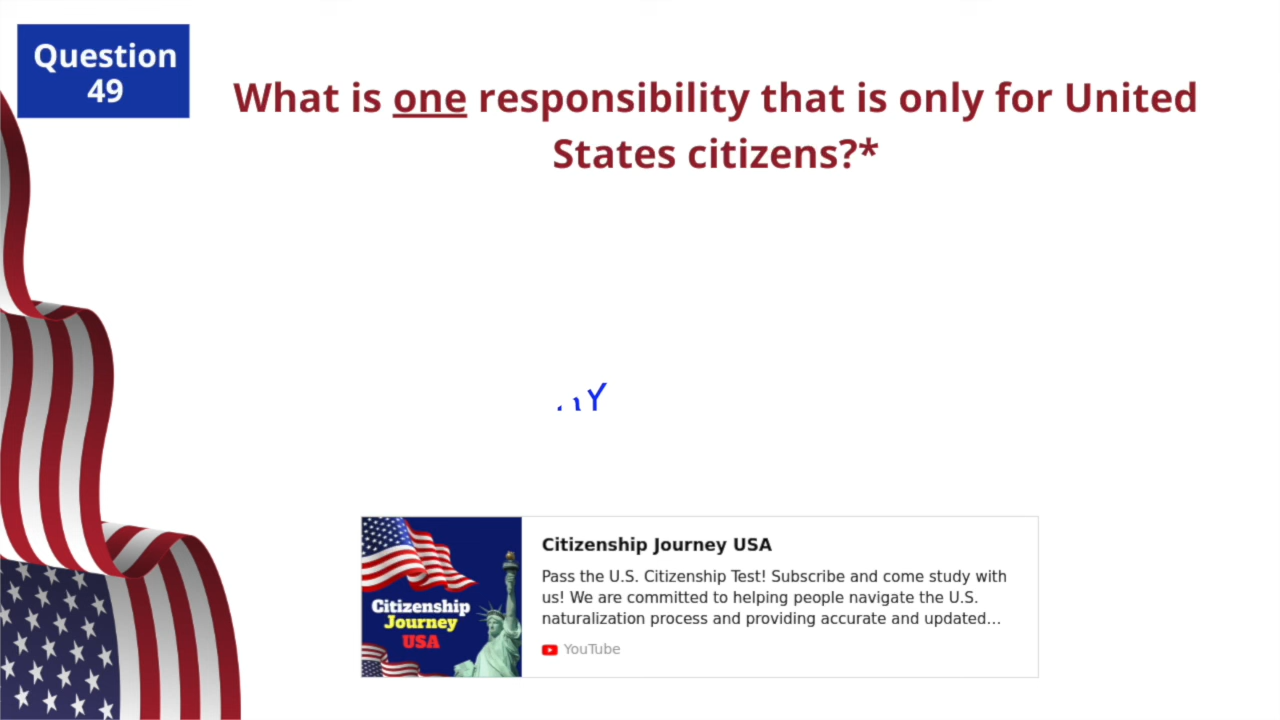 Question
49
What is one responsibility that is only for United
States citizens?*
Citizenship Journey USA
Pass the U.S. Citizenship Test! Subscribe and come study with
us! We are committed to helping people navigate the U.S.
naturalization process and providing accurate and updated...
YouTube
Citizenship
Journey
USA